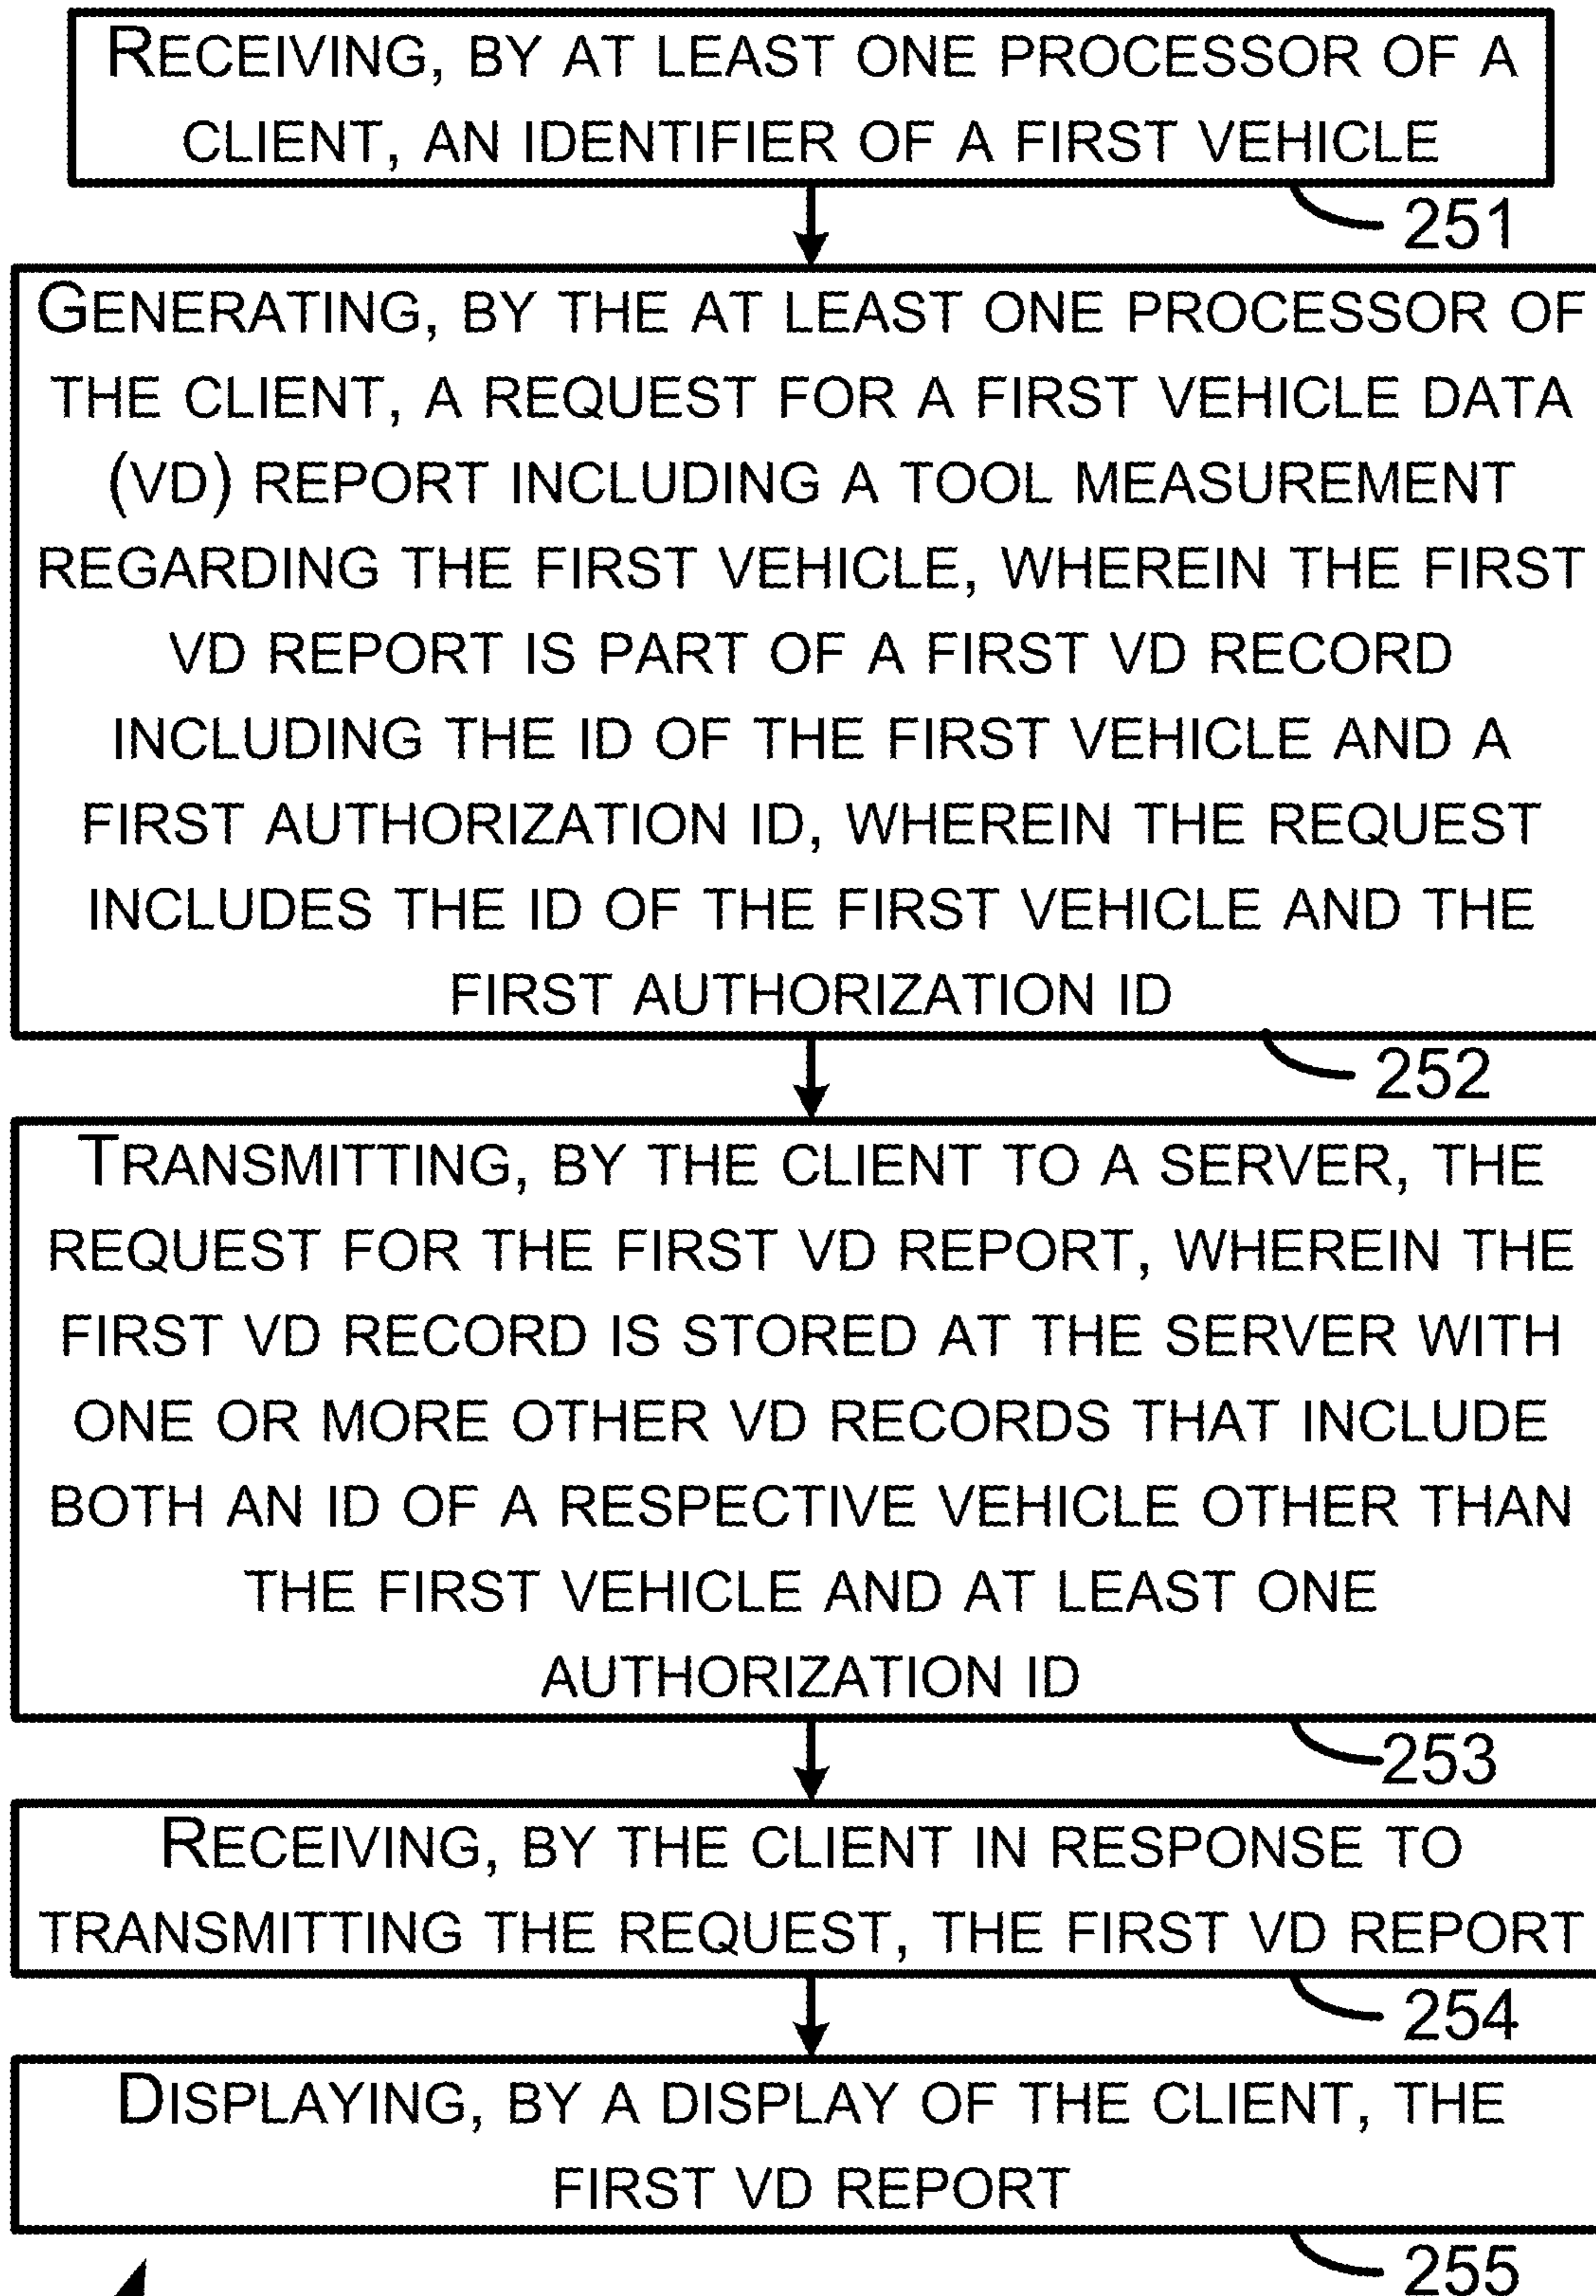 RECEIVING, BY AT LEAST ONE PROCESSOR OF A
CLIENT, AN IDENTIFIER OF A FIRST VEHICLE
251
GENERATING, BY THE AT LEAST ONE PROCESSOR OF
THE CLIENT, A REQUEST FOR A FIRST VEHICLE DATA
(VD) REPORT INCLUDING A TOOL MEASUREMENT
REGARDING THE FIRST VEHICLE, WHEREIN THE FIRST
VD REPORT IS PART OF A FIRST VD RECORD
INCLUDING THE ID OF THE FIRST VEHICLE AND A
FIRST AUTHORIZATION ID, WHEREIN THE REQUEST
INCLUDES THE ID OF THE FIRST VEHICLE AND THE
FIRST AUTHORIZATION ID
252
TRANSMITTING, BY THE CLIENT TO A SERVER, THE
REQUEST FOR THE FIRST VD REPORT, WHEREIN THE
FIRST VD RECORD IS STORED AT THE SERVER WITH
ONE OR MORE OTHER VD RECORDS THAT INCLUDE
BOTH AN ID OF A RESPECTIVE VEHICLE OTHER THAN
THE FIRST VEHICLE AND AT LEAST ONE
AUTHORIZATION ID
253
RECEIVING, BY THE CLIENT IN RESPONSE TO
TRANSMITTING THE REQUEST, THE FIRST VD REPORT
254
DISPLAYING, BY A DISPLAY OF THE CLIENT, THE
FIRST VD REPORT
255